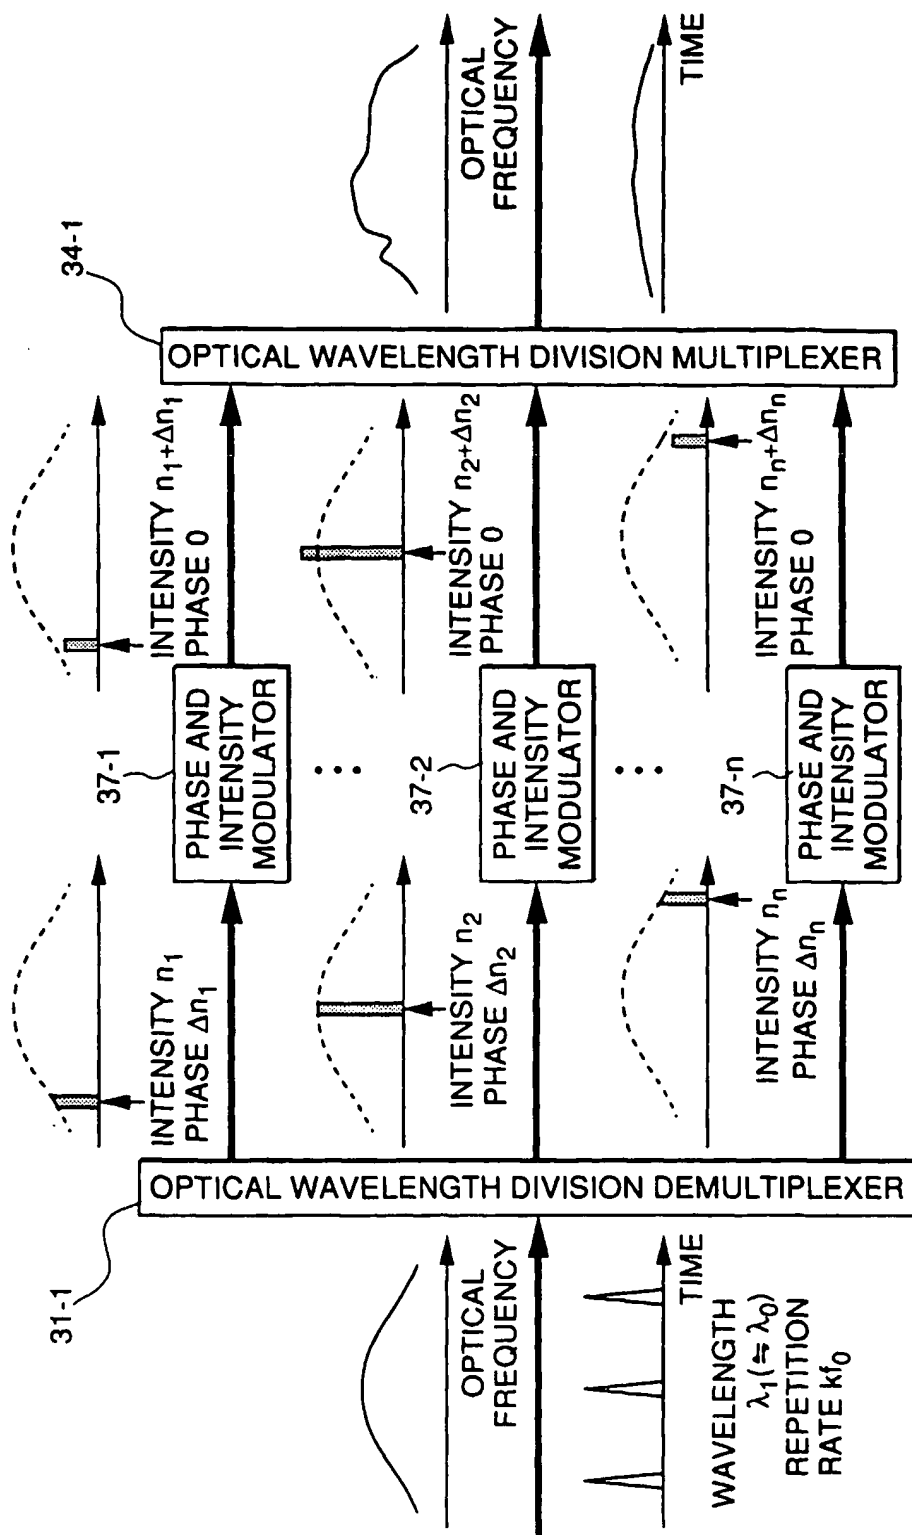 31-1
OPTICAL
FREQUENCY
TIME
WAVELENGTH
λ1(≒λ0)
REPETITION
RATE kf0
OPTICAL WAVELENGTH DIVISION DEMULTIPLEXER
INTENSITY n1
PHASE Δn1
INTENSITY n2
PHASE Δn2
INTENSITY nn
PHASE Δnn
37-1
PHASE AND
INTENSITY
MODULATOR
37-2
PHASE AND
INTENSITY
MODULATOR
37-n
PHASE AND
INTENSITY
MODULATOR
INTENSITY n1+Δn1
PHASE 0
INTENSITY n2+Δn2
PHASE 0
INTENSITY nn+Δnn
PHASE 0
34-1
OPTICAL WAVELENGTH DIVISION MULTIPLEXER
OPTICAL
FREQUENCY
TIME